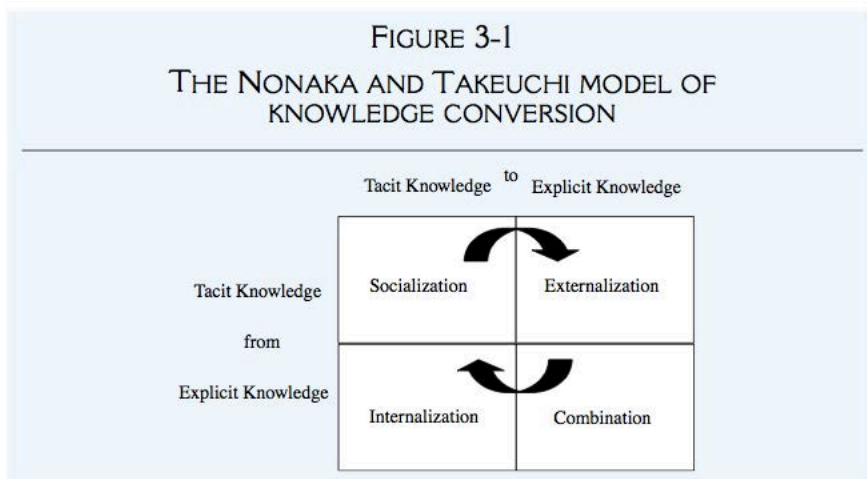 FIGURE 3-1
THE NONAKA AND TAKEUCHI MODEL OF
KNOWLEDGE CONVERSION
Tacit Knowledge to Explicit Knowledge
Tacit Knowledge
from
Explicit Knowledge
Socialization
Externalization
Internalization
Combination